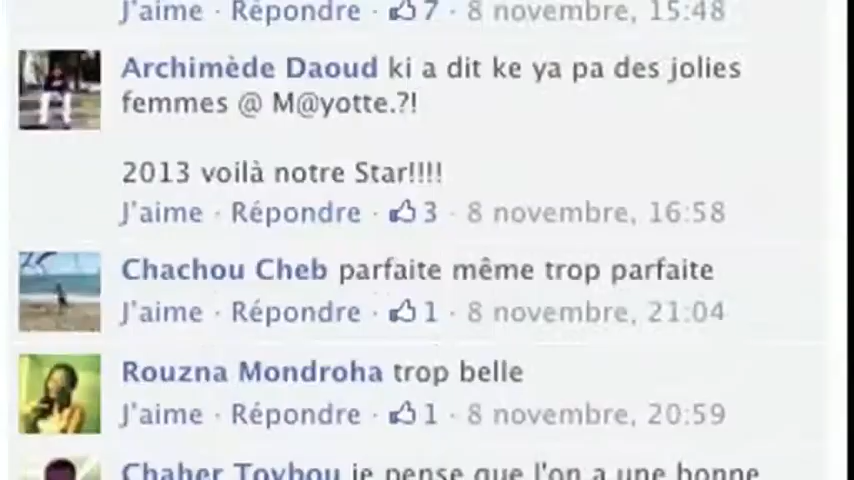 J'aime · Répondre · 7 · 8 novembre, 15:48
Archimède Daoud ki a dit ke ya pa des jolies
femmes @ M@yotte.?!
2013 voilà notre Star!!!!
J'aime · Répondre · 3 · 8 novembre, 16:58
Chachou Cheb parfaite même trop parfaite
J'aime · Répondre · 1 · 8 novembre, 21:04
Rouzna Mondroha trop belle
J'aime · Répondre · 1 · 8 novembre, 20:59
Chaher Toybou je pense que l'on a une bonne